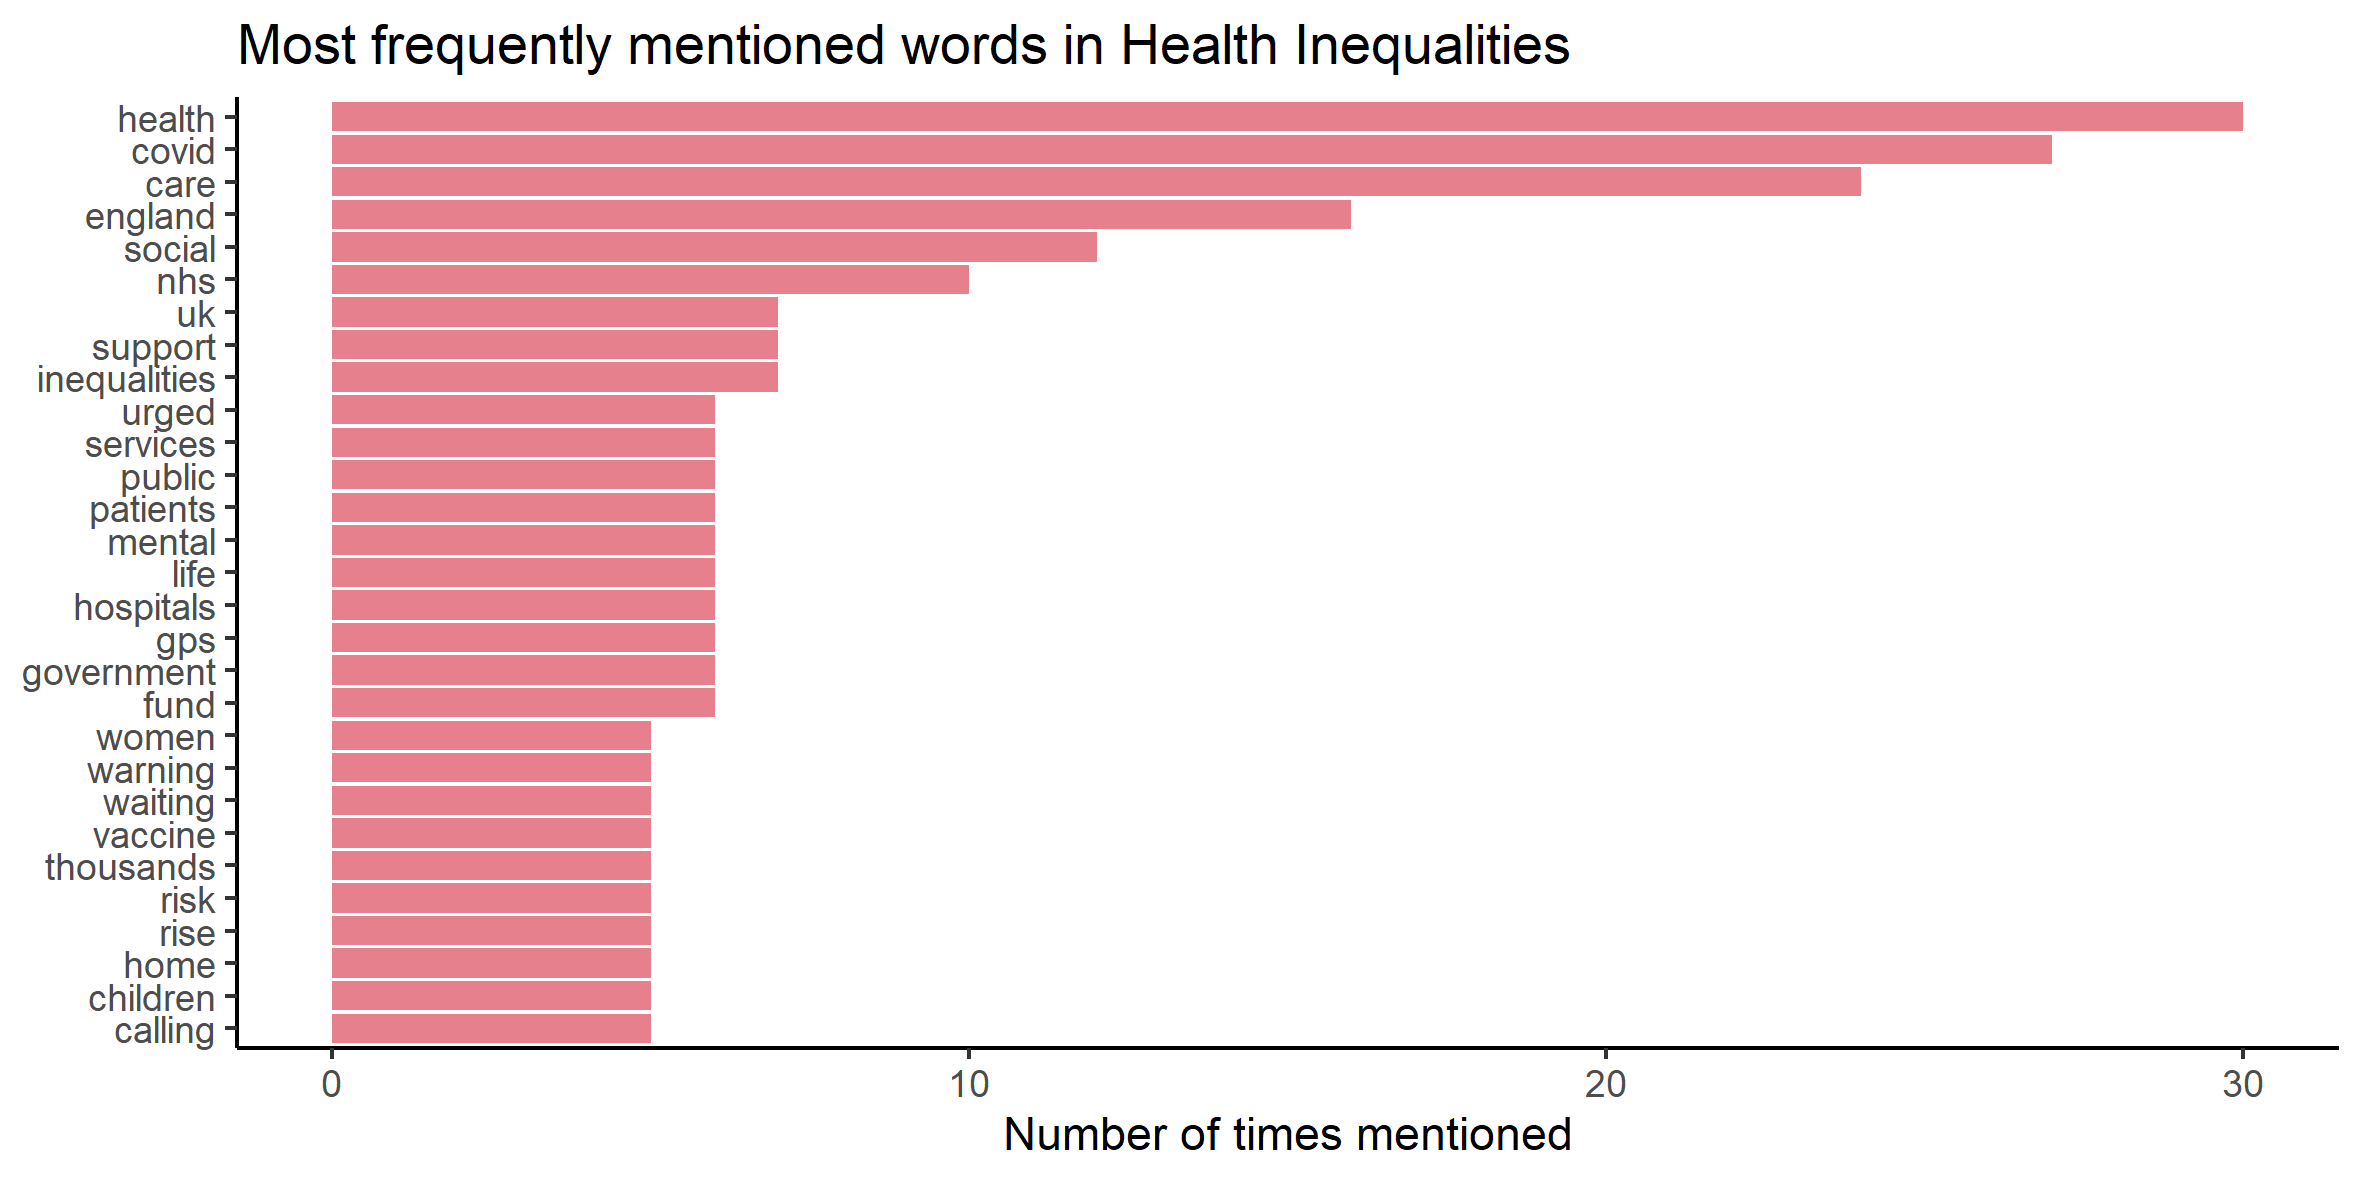 Most frequently mentioned words in Health Inequalities
health
covid
care
england
social
nhs
uk
support
inequalities
urged
services
public
patients
mental
life
hospitals
gps
government
fund
women
warning
waiting
vaccine
thousands
risk
rise
home
children
calling
0 10 20 30
Number of times mentioned